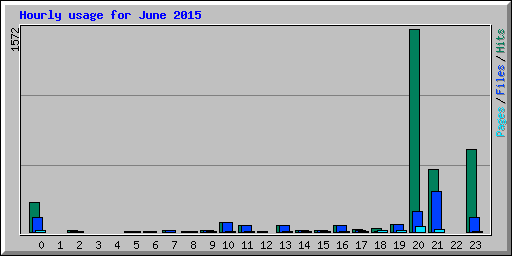 Hourly usage for June 2015
1572
Pages/Files/Hits
0 1 2 3 4 5 6 7 8 9 10 11 12 13 14 15 16 17 18 19 20 21 22 23